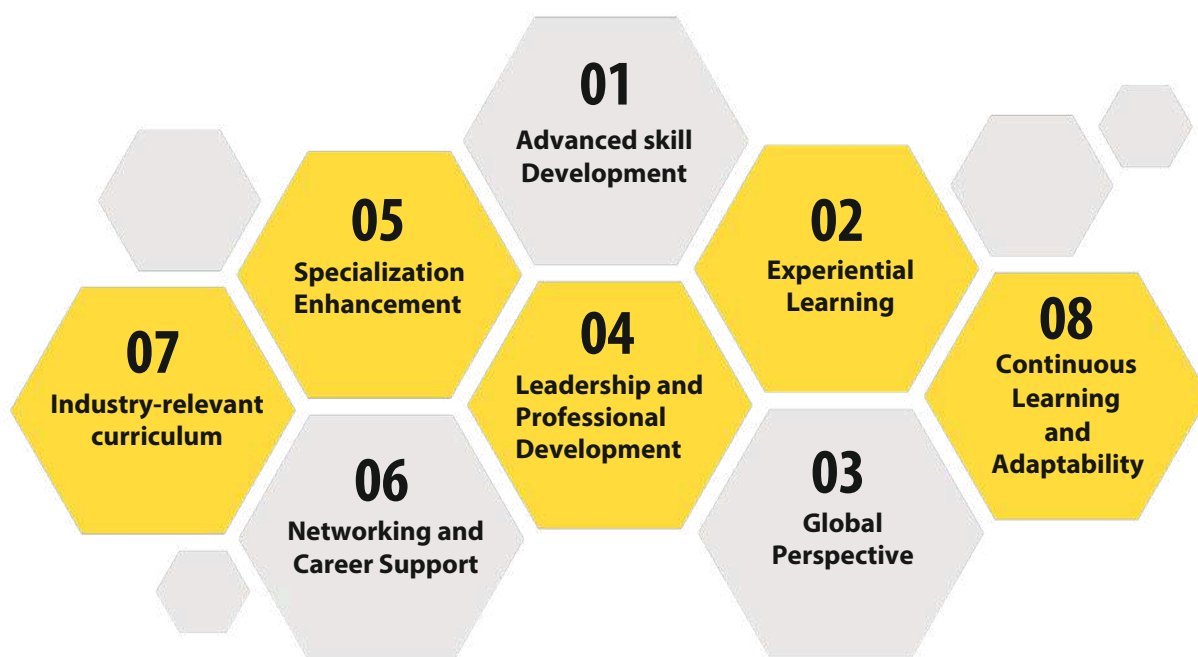 01
Advanced skill
Development
02
Experiential
Learning
03
Global
Perspective
04
Leadership and
Professional
Development
05
Specialization
Enhancement
06
Networking and
Career Support
07
Industry-relevant
curriculum
08
Continuous
Learning
and
Adaptability